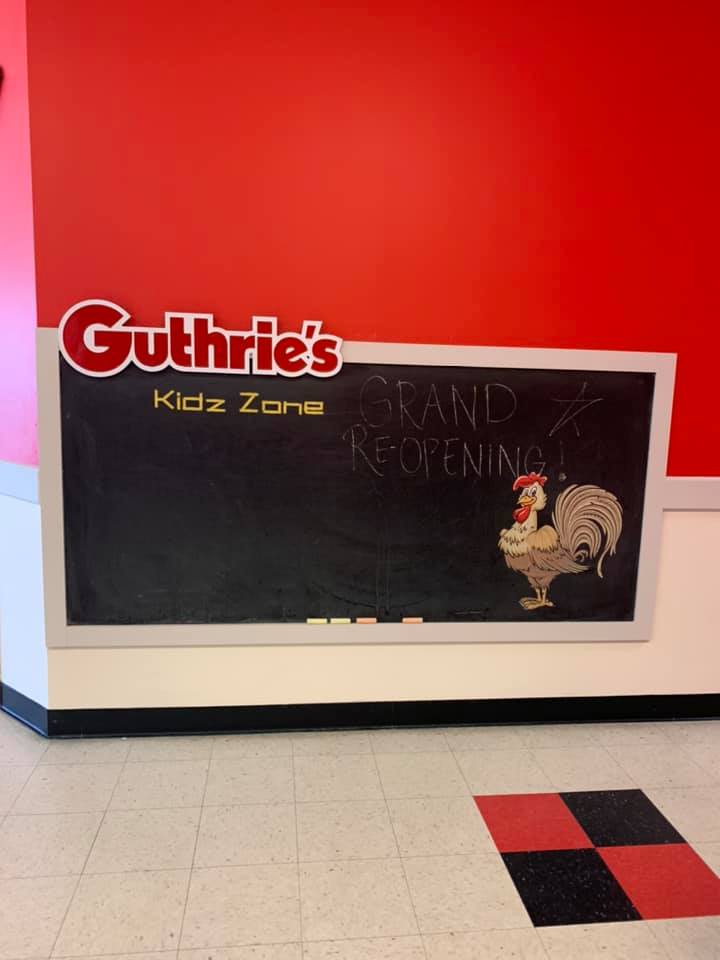 Guthrie's
Kidz Zone
GRAND
RE-OPENING!